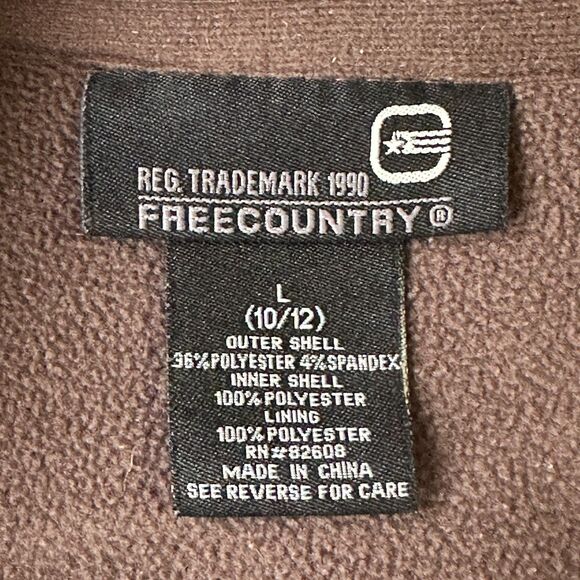 REG. TRADEMARK 1990
FREECOUNTRY ®
L
(10/12)
OUTER SHELL
96%POLYESTER 4%SPANDEX
INNER SHELL
100%POLYESTER
LINING
100%POLYESTER
RN#82608
MADE IN CHINA
SEE REVERSE FOR CARE